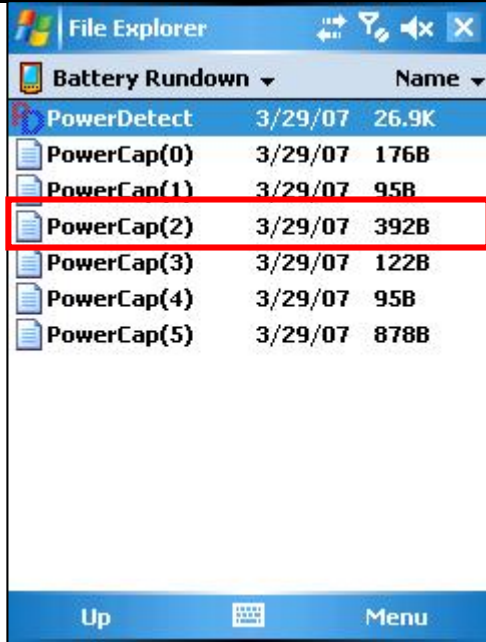 File Explorer
Battery Rundown Name
PowerDetect 3/29/07 26.9K
PowerCap(0) 3/29/07 176B
PowerCap(1) 3/29/07 95B
PowerCap(2) 3/29/07 392B
PowerCap(3) 3/29/07 122B
PowerCap(4) 3/29/07 95B
PowerCap(5) 3/29/07 878B
Up Menu